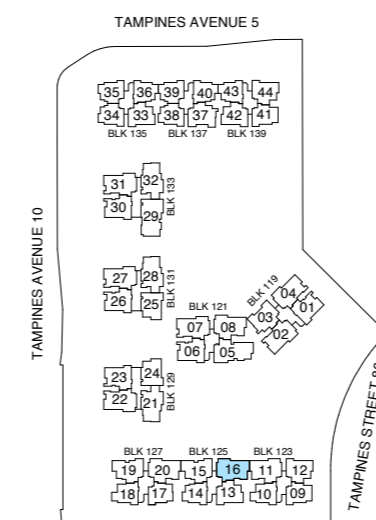 TAMPINES AVENUE 5
35 36 39 40 43 44
34 33 38 37 42 41
BLK 135 BLK 137 BLK 139
31 32
30 29
BLK 133
TAMPINES AVENUE 10
27 28
26 25
BLK 131
BLK 119
04
03 01
02
BLK 121
07 08
06 05
23 24
22 21
BLK 129
TAMPINES STREET
BLK 127 BLK 125 BLK 123
19 20 15 16 11 12
18 17 14 13 10 09